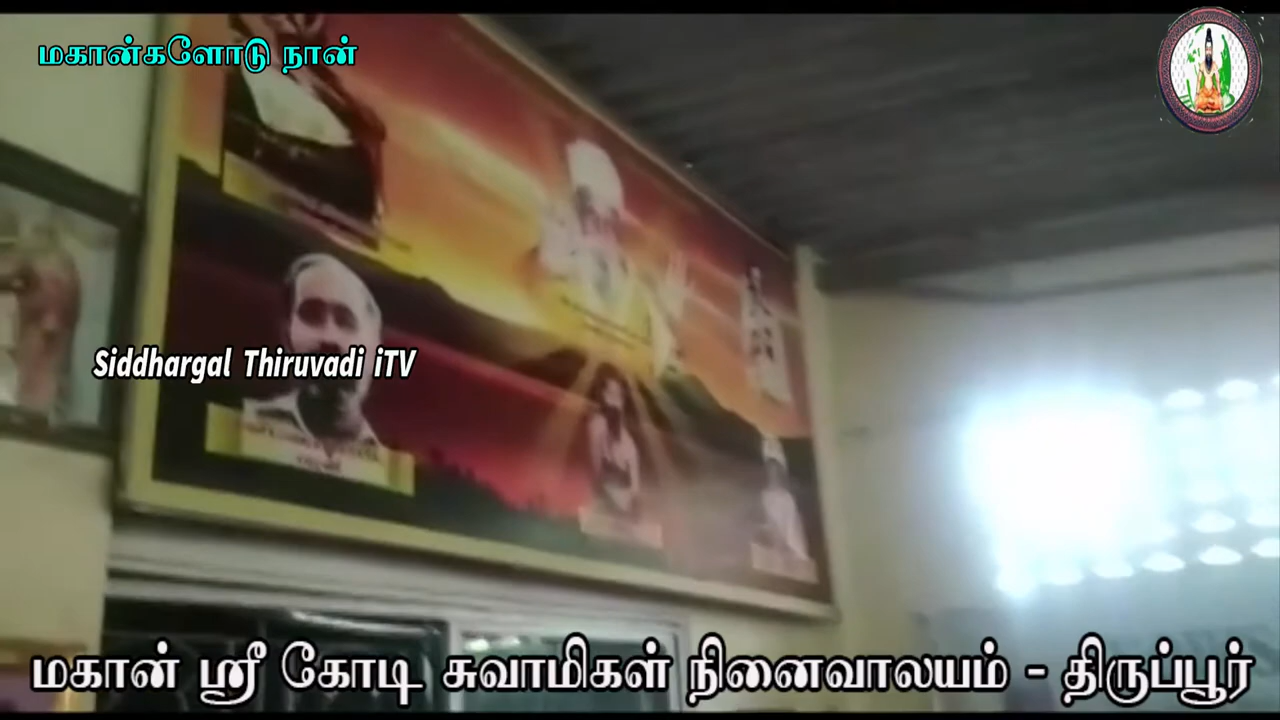 மகான்களோடு நான்
Siddhargal Thiruvadi iTV
மகான் ஸ்ரீ கோடி சுவாமிகள் நினைவாலயம் - திருப்பூர்